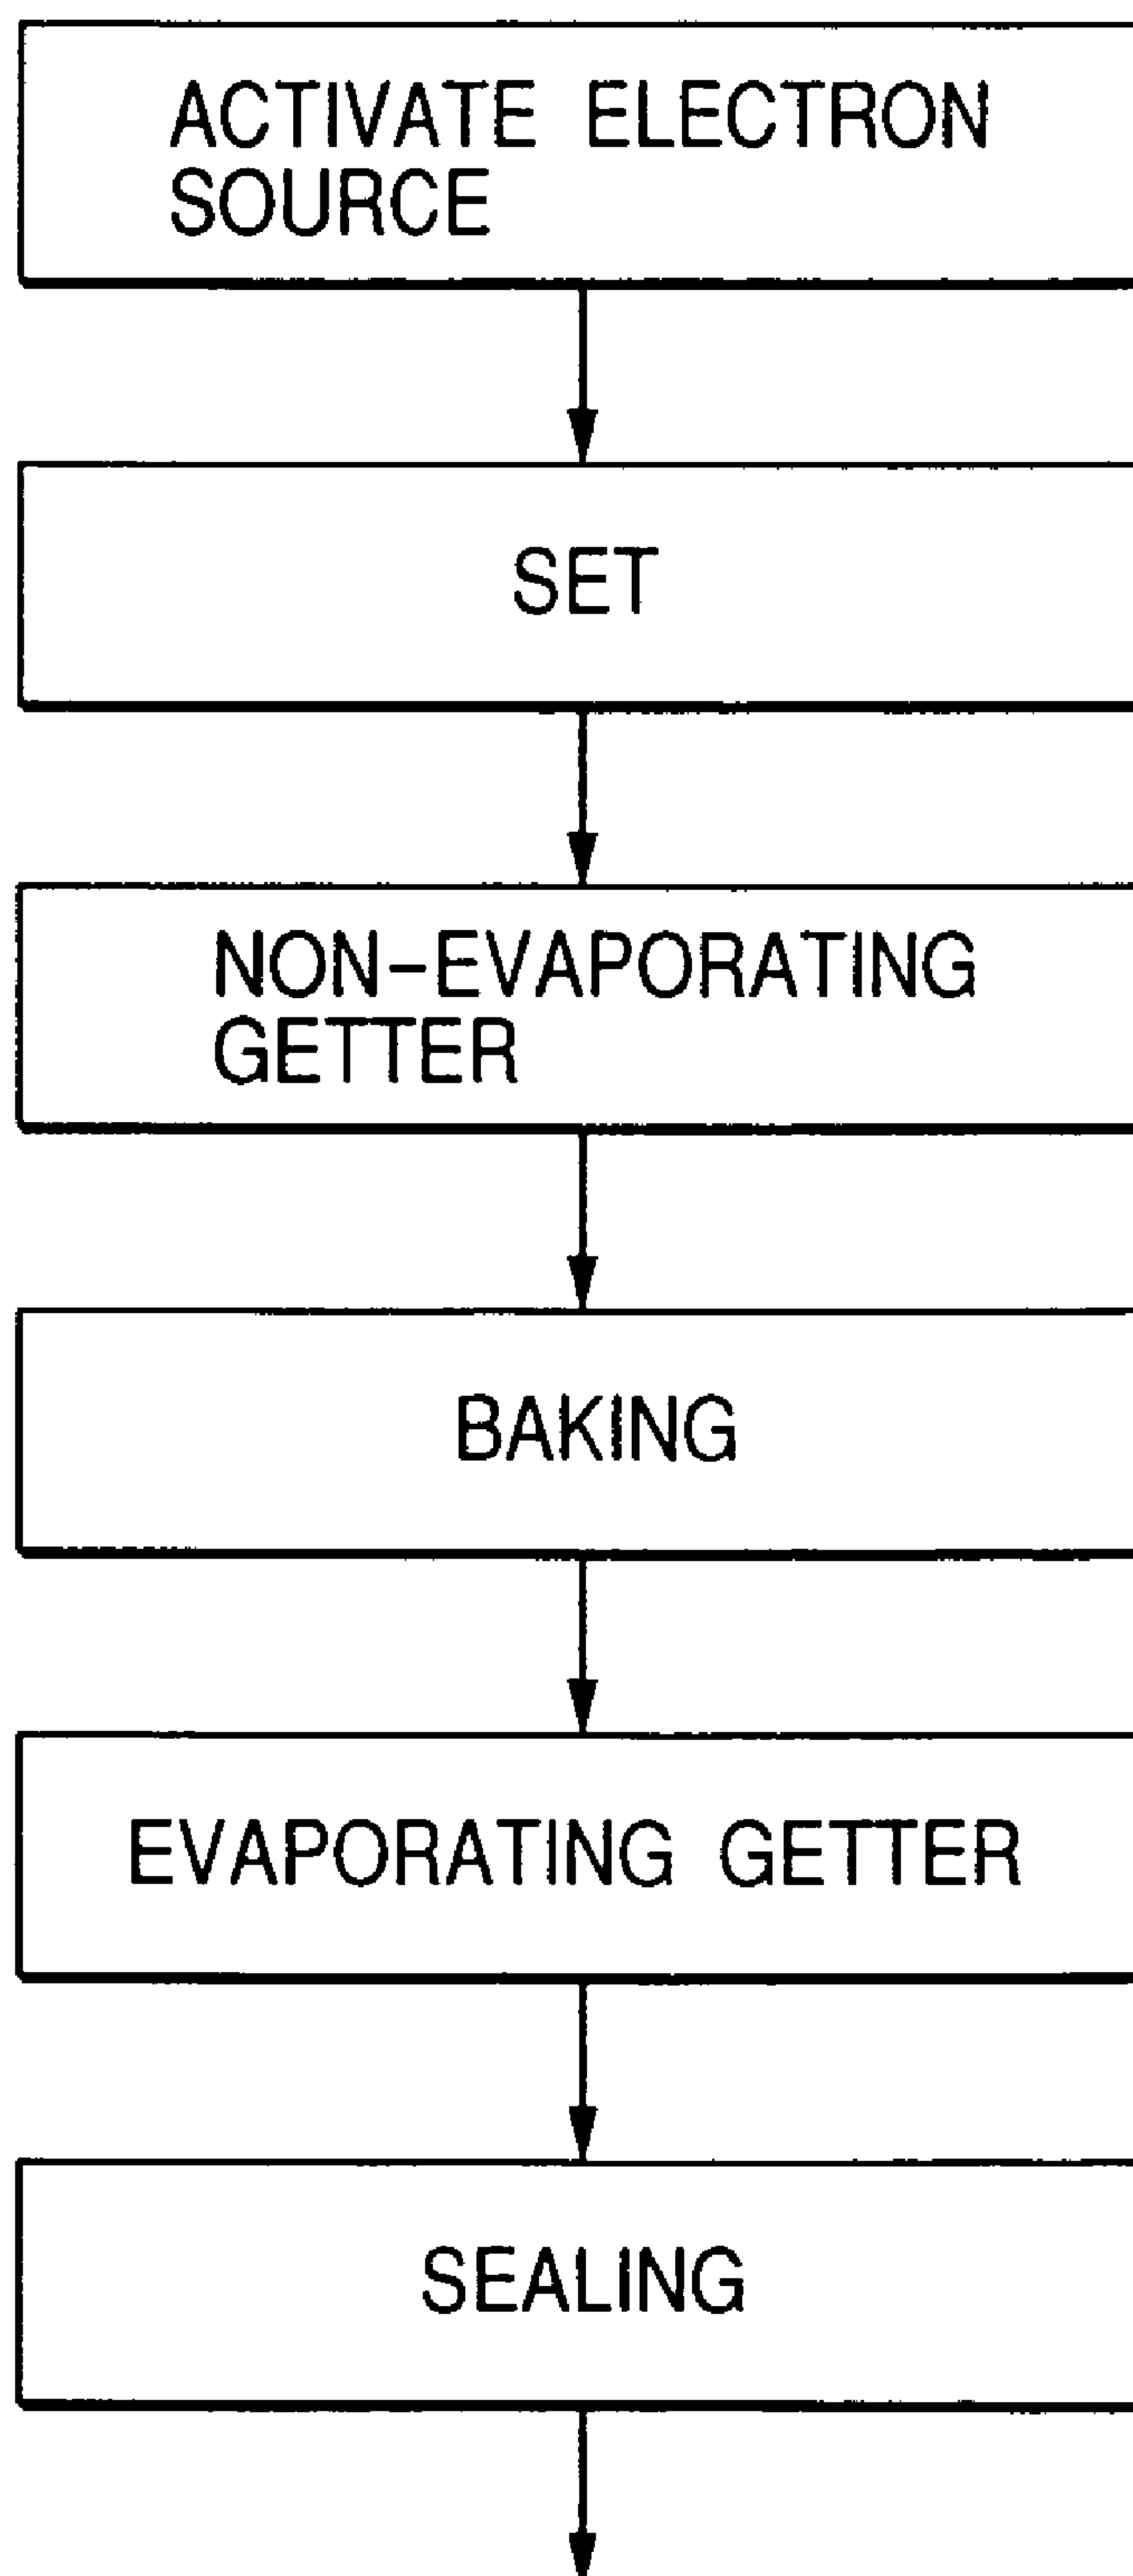 ACTIVATE ELECTRON
SOURCE
SET
NON-EVAPORATING
GETTER
BAKING
EVAPORATING GETTER
SEALING